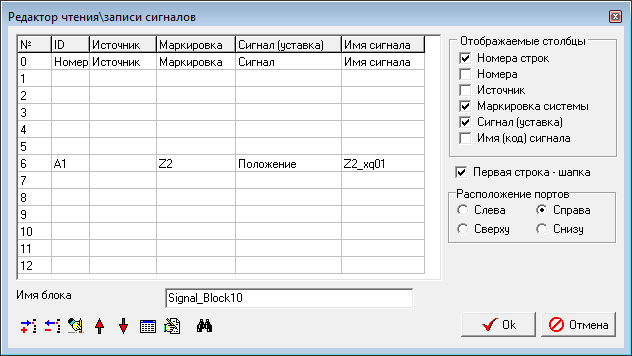 Редактор чтения\записи сигналов
№ ID Источник Маркировка Сигнал (уставка) Имя сигнала
0 Номер Источник Маркировка Сигнал Имя сигнала
1
2
3
4
5
6 A1 Z2 Положение Z2_xq01
7
8
9
10
11
12
Отображаемые столбцы
Номера строк
Номера
Источник
Маркировка системы
Сигнал (уставка)
Имя (код) сигнала
Первая строка - шапка
Расположение портов
Слева Справа
Сверху Снизу
Имя блока Signal_Block10
Ok Отмена